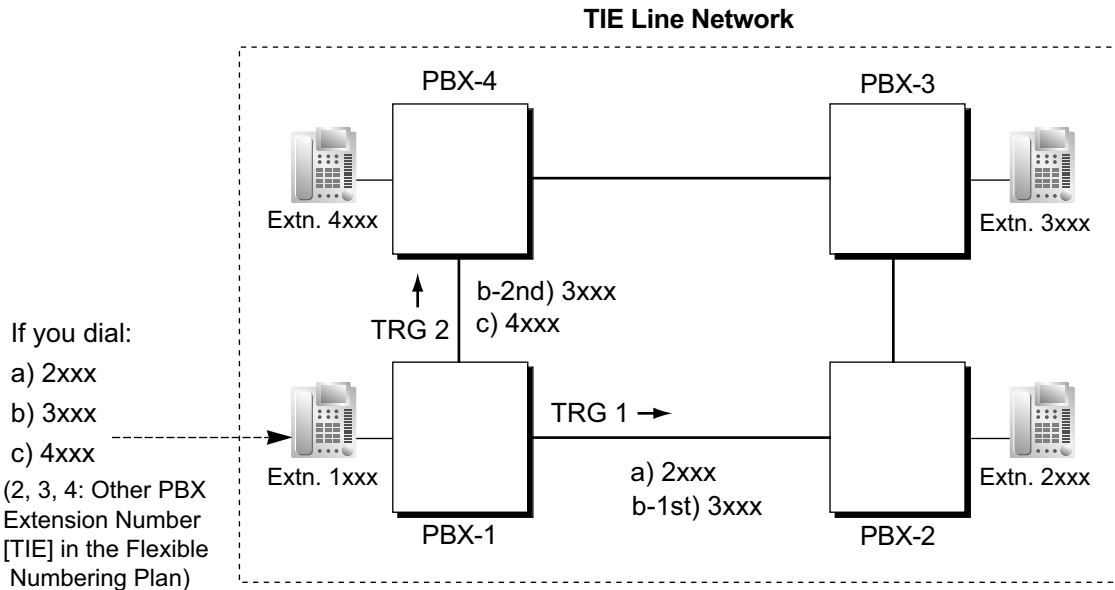 TIE Line Network
PBX-4
PBX-3
Extn. 4xxx
Extn. 3xxx
b-2nd) 3xxx
TRG 2
c) 4xxx
If you dial:
a) 2xxx
b) 3xxx
c) 4xxx
(2, 3, 4: Other PBX
Extension Number
[TIE] in the Flexible
Numbering Plan)
TRG 1
Extn. 1xxx
a) 2xxx
b-1st) 3xxx
Extn. 2xxx
PBX-1
PBX-2